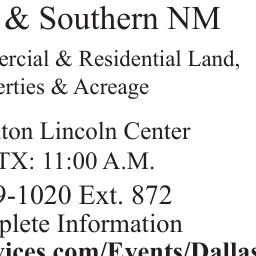 & Southern NM
ercial & Residential Land,
erties & Acreage
ton Lincoln Center
TX: 11:00 A.M.
9-1020 Ext. 872
plete Information
vices.com/Events/Dallas